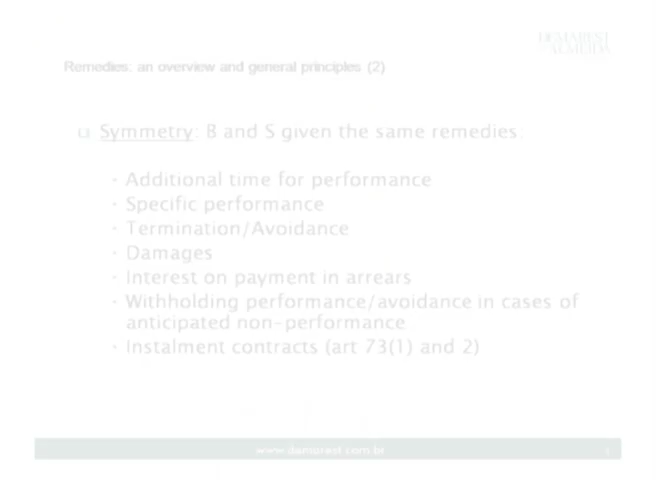 DEMAREST
ALMEIDA
Remedies: an overview and general principles (2)
Symmetry: B and S given the same remedies:
• Additional time for performance
• Specific performance
• Termination/Avoidance
• Damages
• Interest on payment in arrears
• Withholding performance/avoidance in cases of
anticipated non-performance
• Instalment contracts (art 73(1) and 2)
www.demarest.com.br